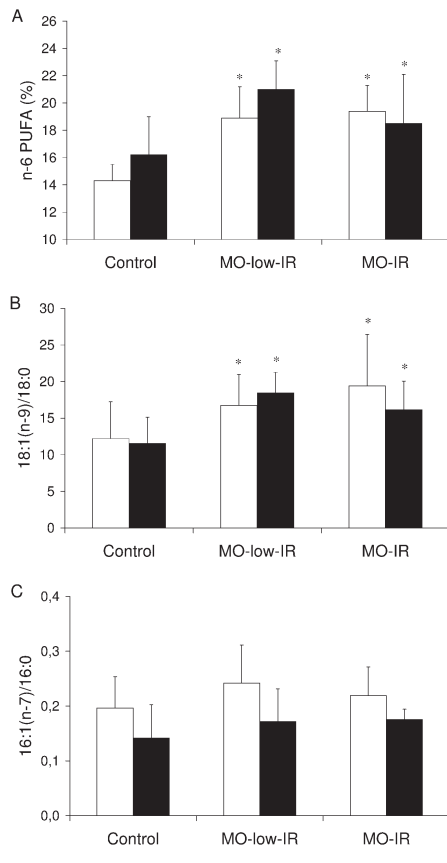 A
n-6 PUFA (%)
26
24
22
20
18
16
14
12
10
* * * *
Control MO-low-IR MO-IR
B
18:1(n-9)/18:0
30
25
20
15
10
5
0
* * * *
Control MO-low-IR MO-IR
C
16:1(n-7)/16:0
0,4
0,3
0,2
0,1
0,0
Control MO-low-IR MO-IR